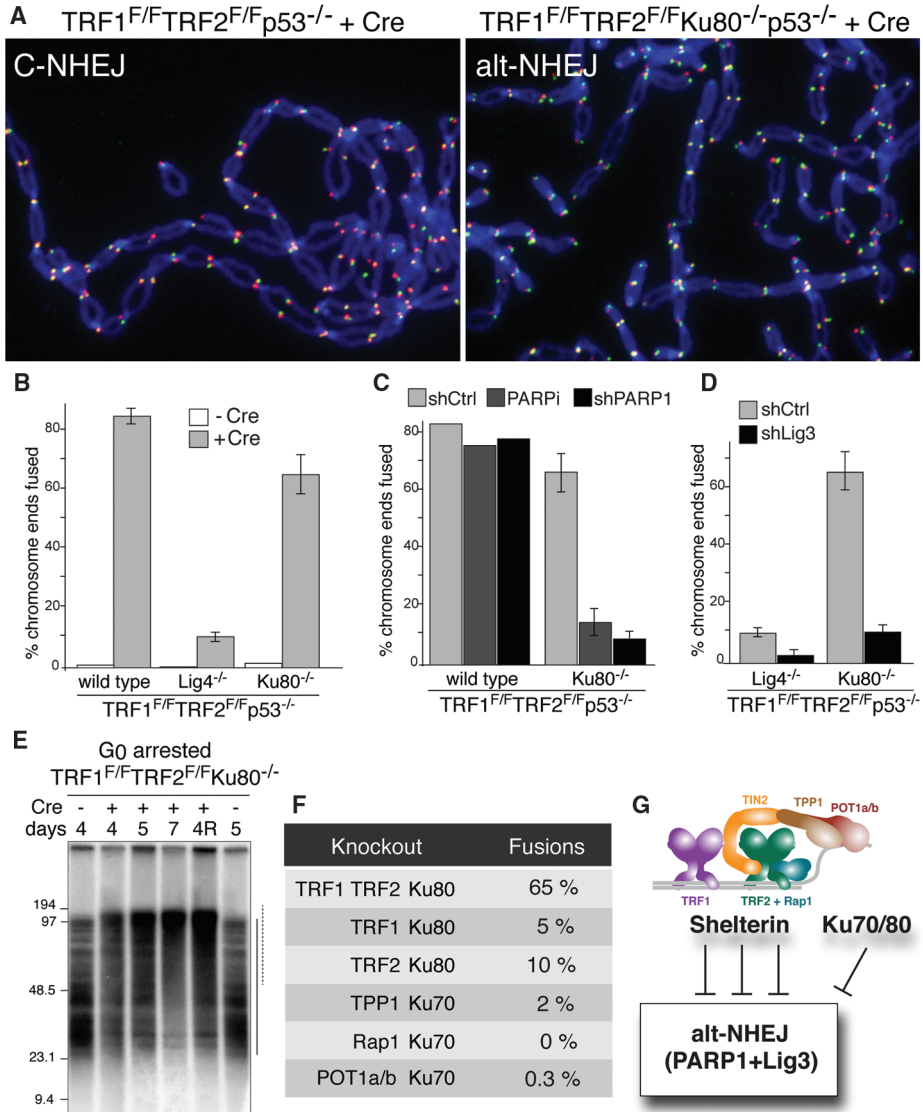 A
TRF1F/FTRF2F/Fp53-/- + Cre
TRF1F/FTRF2F/FKu80-/-p53-/- + Cre
C-NHEJ
alt-NHEJ
B
% chromosome ends fused
80
60
40
20
0
- Cre
+Cre
wild type
Lig4-/-
Ku80-/-
TRF1F/FTRF2F/Fp53-/-
C
shCtrl
PARPi
shPARP1
% chromosome ends fused
80
60
40
20
0
wild type
Ku80-/-
TRF1F/FTRF2F/Fp53-/-
D
shCtrl
shLig3
% chromosome ends fused
60
40
20
0
Lig4-/-
Ku80-/-
TRF1F/FTRF2F/Fp53-/-
E
G0 arrested
TRF1F/FTRF2F/FKu80-/-
Cre - + + + + -
days 4 4 5 7 4R 5
194
97
48.5
23.1
9.4
F
Knockout Fusions
TRF1 TRF2 Ku80 65 %
TRF1 Ku80 5 %
TRF2 Ku80 10 %
TPP1 Ku70 2 %
Rap1 Ku70 0 %
POT1a/b Ku70 0.3 %
G
TIN2
TPP1
POT1a/b
TRF1
TRF2 + Rap1
Shelterin
Ku70/80
alt-NHEJ
(PARP1+Lig3)